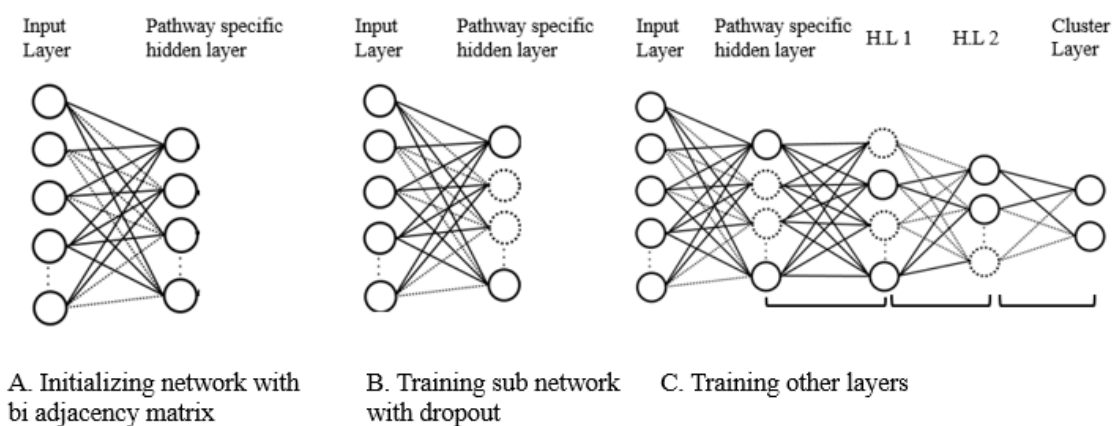 Input
Layer
Pathway specific
hidden layer
Input
Layer
Pathway specific
hidden layer
Input
Layer
Pathway specific
hidden layer
H.L 1
H.L 2
Cluster
Layer
A. Initializing network with
bi adjacency matrix
B. Training sub network
with dropout
C. Training other layers